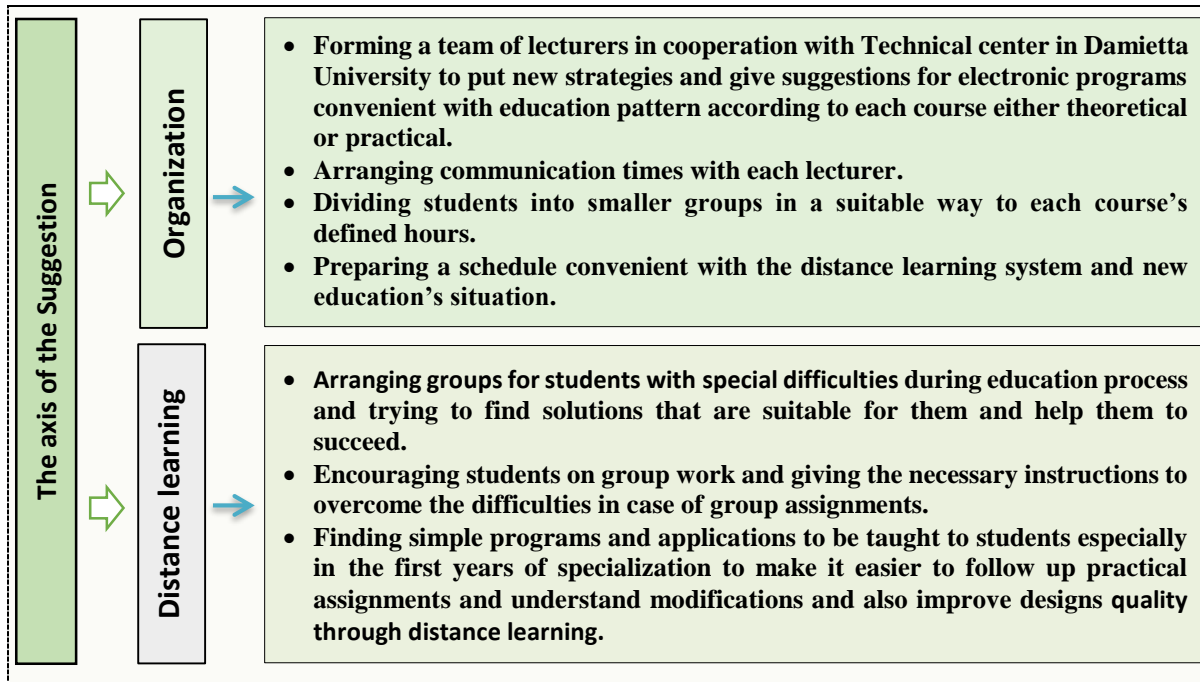 The axis of the Suggestion
Organization
• Forming a team of lecturers in cooperation with Technical center in Damietta
University to put new strategies and give suggestions for electronic programs
convenient with education pattern according to each course either theoretical
or practical.
• Arranging communication times with each lecturer.
• Dividing students into smaller groups in a suitable way to each course's
defined hours.
• Preparing a schedule convenient with the distance learning system and new
education's situation.
Distance learning
• Arranging groups for students with special difficulties during education process
and trying to find solutions that are suitable for them and help them to
succeed.
• Encouraging students on group work and giving the necessary instructions to
overcome the difficulties in case of group assignments.
• Finding simple programs and applications to be taught to students especially
in the first years of specialization to make it easier to follow up practical
assignments and understand modifications and also improve designs quality
through distance learning.